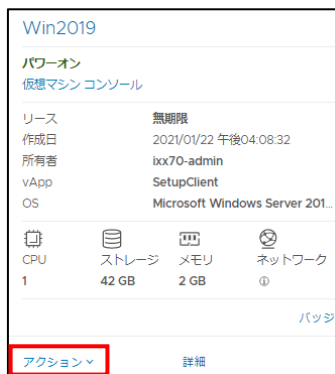 Win2019
パワーオン
仮想マシン コンソール
リース 無期限
作成日 2021/01/22 午後04:08:32
所有者 ixx70-admin
vApp SetupClient
OS Microsoft Windows Server 201...
CPU ストレージ メモリ ネットワーク
1 42 GB 2 GB
バッジ
アクション 詳細